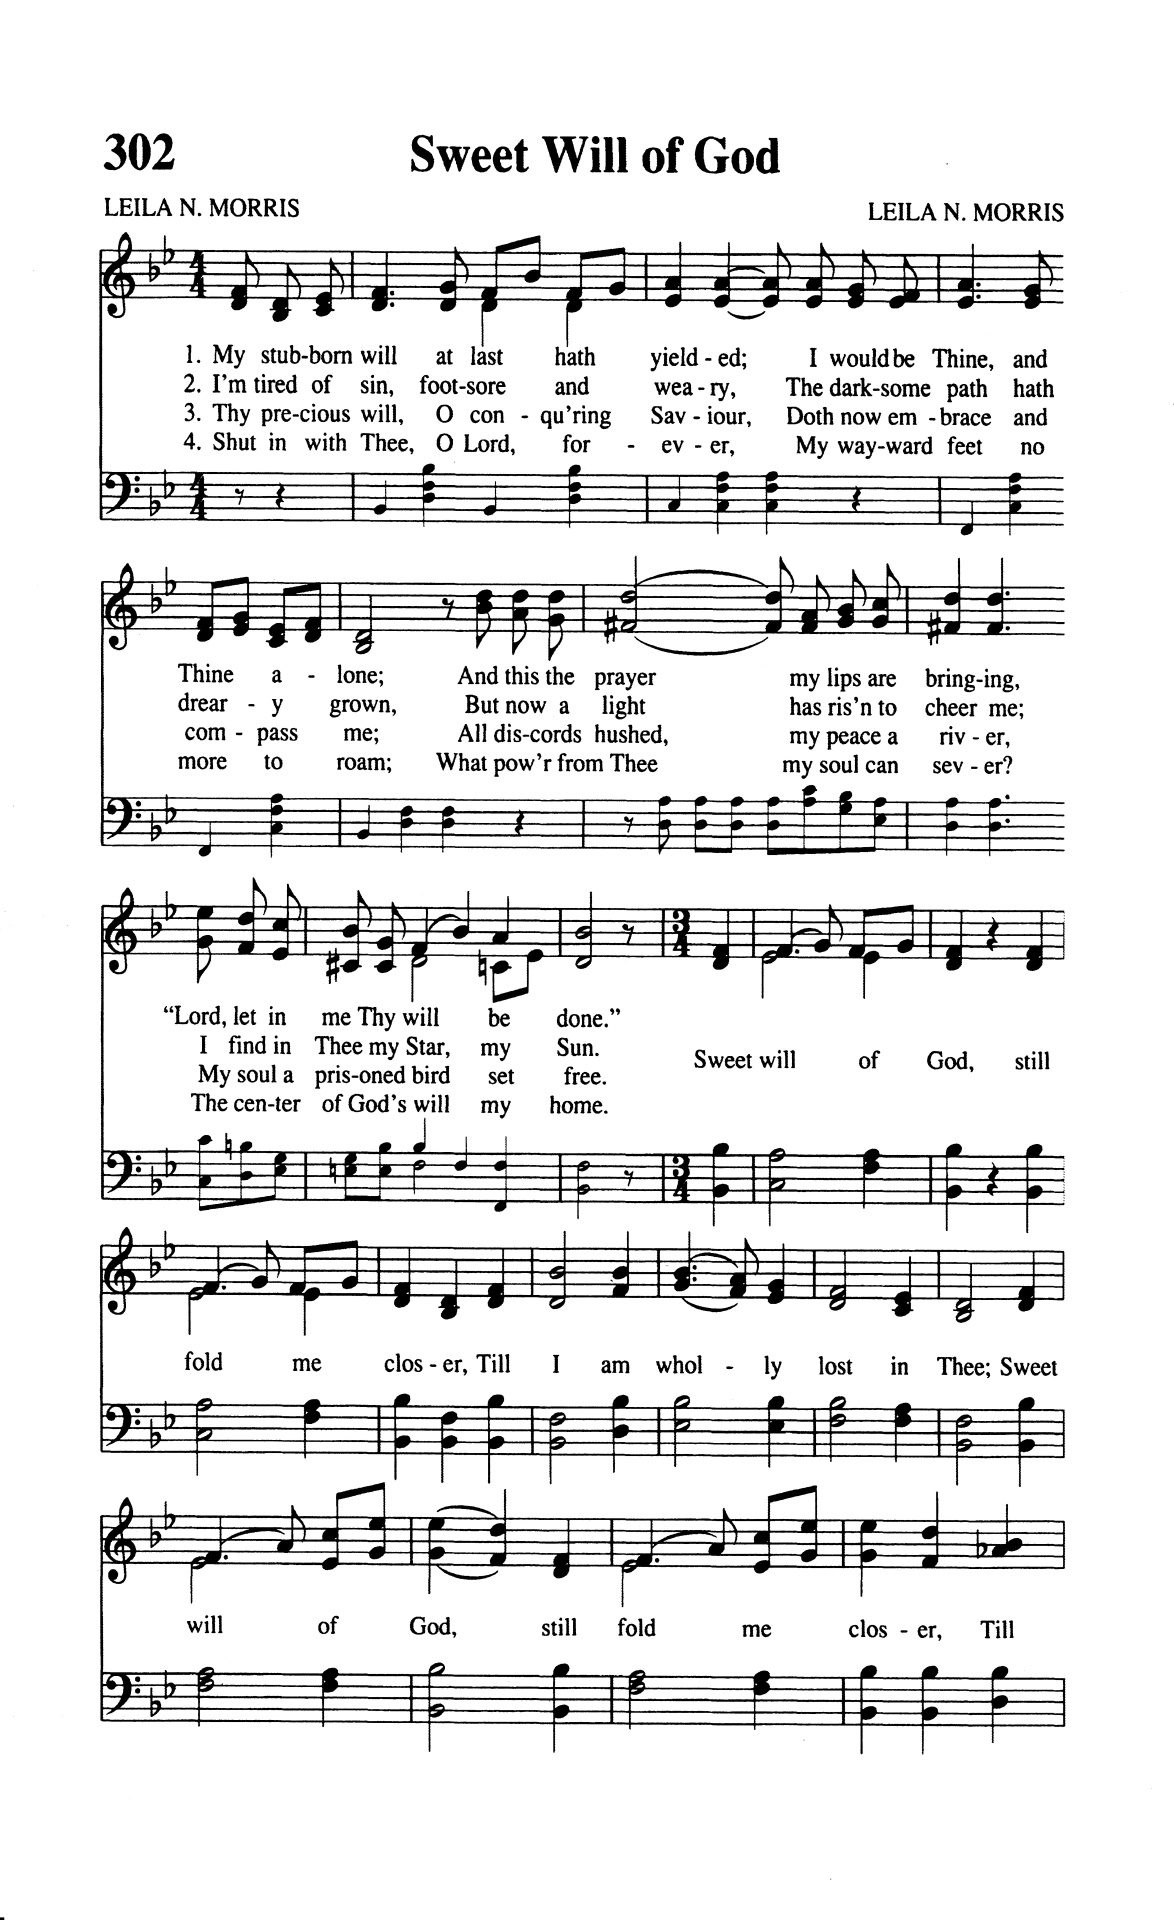 302 Sweet Will of God
LEILA N. MORRIS LEILA N. MORRIS
1. My stub-born will at last hath yield - ed; I would be Thine, and
2. I'm tired of sin, foot-sore and wea - ry, The dark-some path hath
3. Thy pre-cious will, O con - qu'ring Sav - iour, Doth now em - brace and
4. Shut in with Thee, O Lord, for - ev - er, My way-ward feet no
Thine a - lone; And this the prayer my lips are bring-ing,
drear - y grown, But now a light has ris'n to cheer me;
com - pass me; All dis-cords hushed, my peace a riv - er,
more to roam; What pow'r from Thee my soul can sev - er?
“Lord, let in me Thy will be done.”
I find in Thee my Star, my Sun.
My soul a pris-oned bird set free.
The cen-ter of God's will my home.
Sweet will of God, still
fold me clos - er, Till I am whol - ly lost in Thee; Sweet
will of God, still fold me clos - er, Till